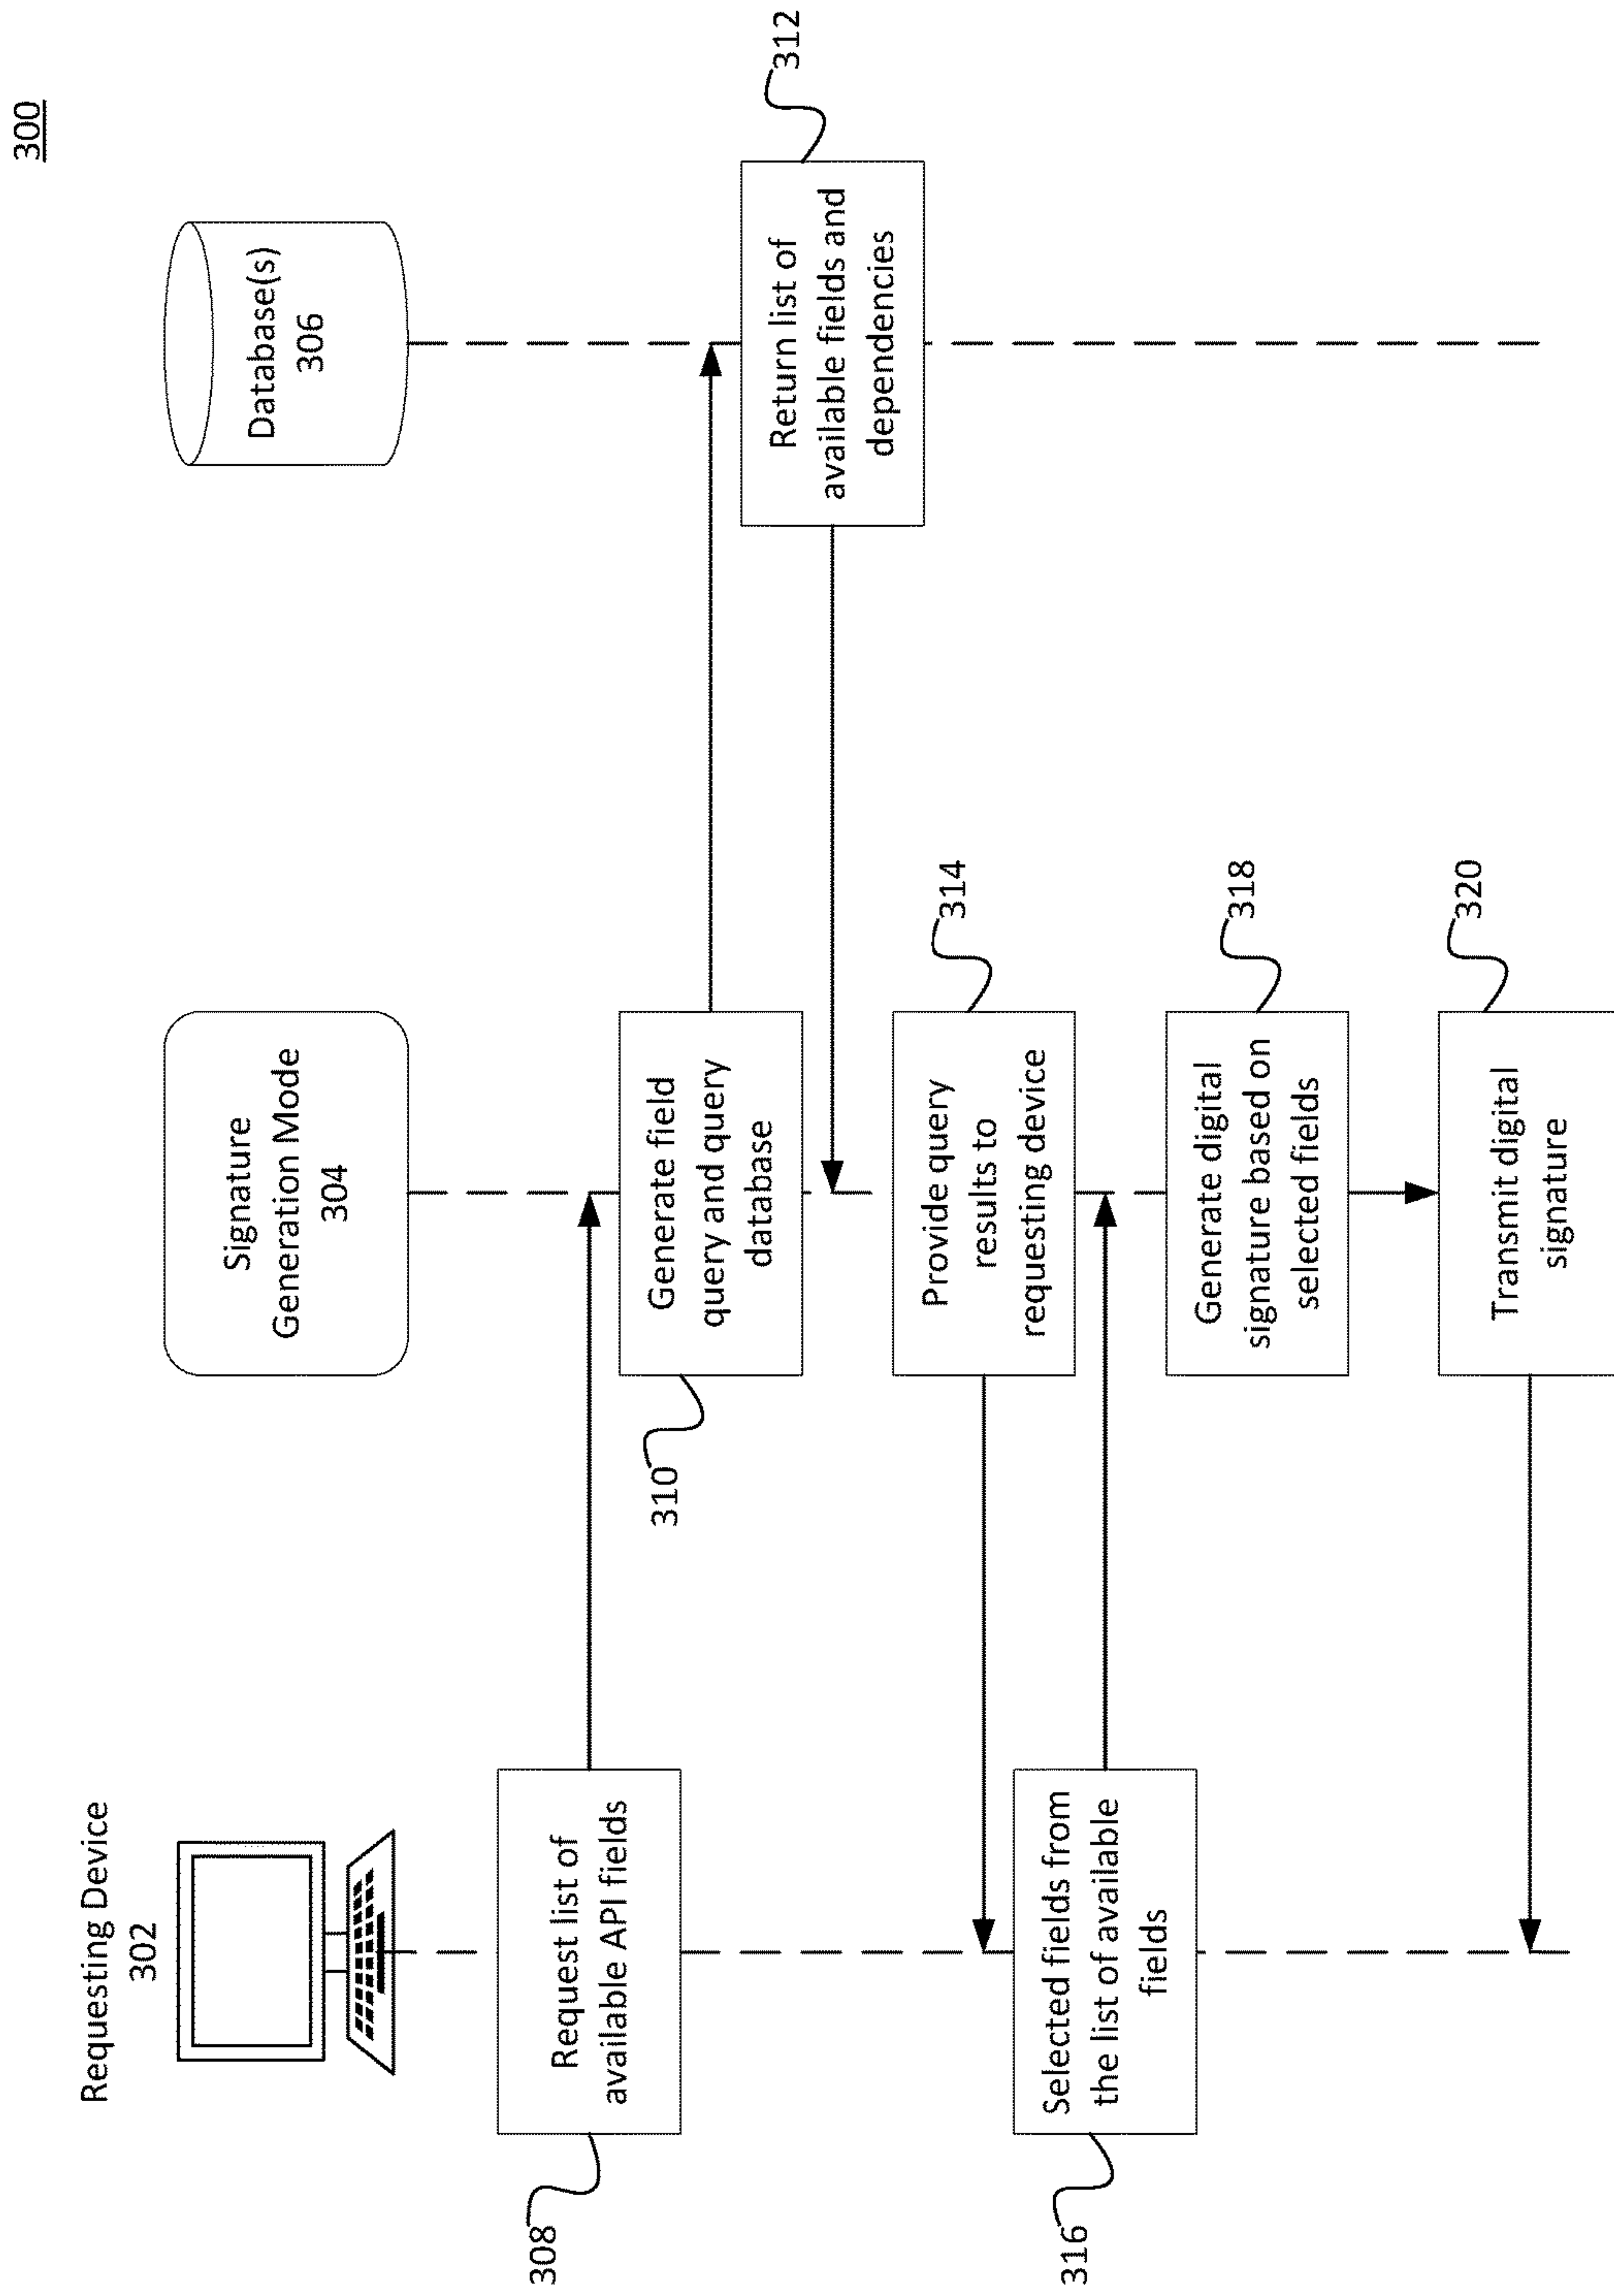 300
Requesting Device
302
Signature
Generation Mode
304
Database(s)
306
Request list of
available API fields
308
Generate field
query and query
database
310
Return list of
available fields and
dependencies
312
Provide query
results to
requesting device
314
Selected fields from
the list of available
fields
316
Generate digital
signature based on
selected fields
318
Transmit digital
signature
320